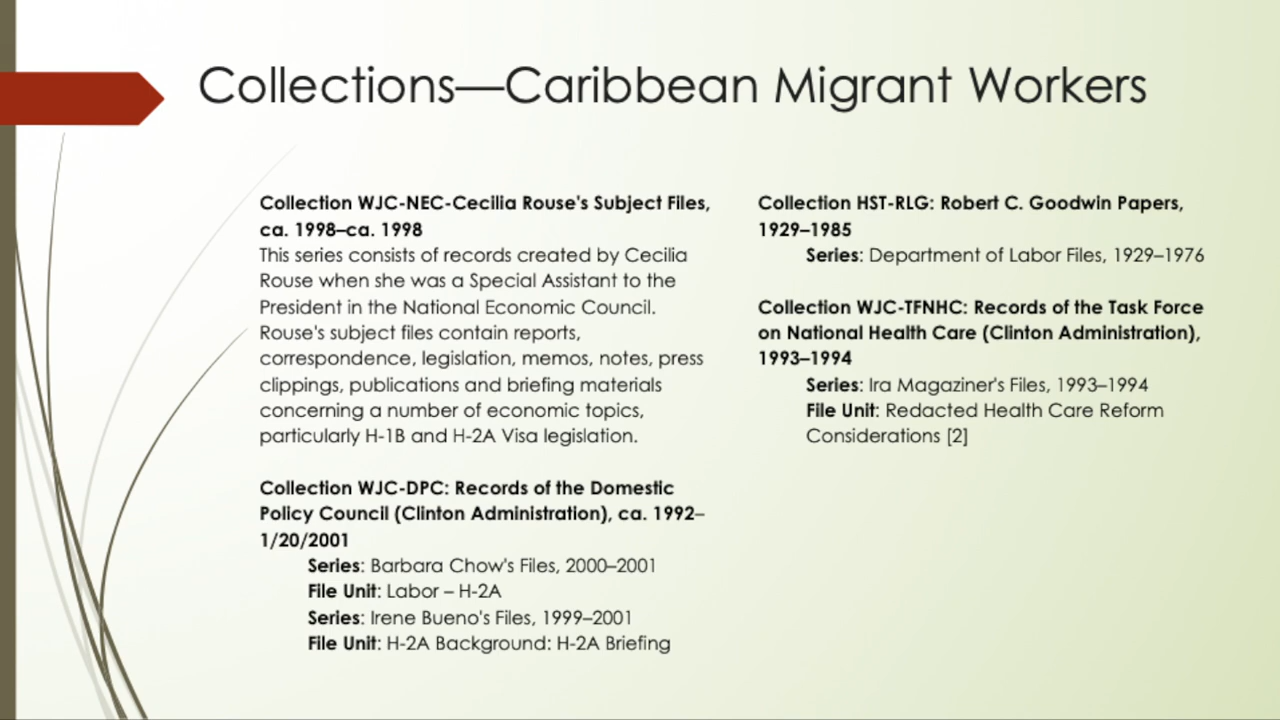 Collections—Caribbean Migrant Workers
Collection WJC-NEC-Cecilia Rouse's Subject Files,
ca. 1998–ca. 1998
This series consists of records created by Cecilia
Rouse when she was a Special Assistant to the
President in the National Economic Council.
Rouse's subject files contain reports,
correspondence, legislation, memos, notes, press
clippings, publications and briefing materials
concerning a number of economic topics,
particularly H-1B and H-2A Visa legislation.
Collection WJC-DPC: Records of the Domestic
Policy Council (Clinton Administration), ca. 1992–
1/20/2001
Series: Barbara Chow's Files, 2000–2001
File Unit: Labor – H-2A
Series: Irene Bueno's Files, 1999–2001
File Unit: H-2A Background: H-2A Briefing
Collection HST-RLG: Robert C. Goodwin Papers,
1929–1985
Series: Department of Labor Files, 1929–1976
Collection WJC-TFNHC: Records of the Task Force
on National Health Care (Clinton Administration),
1993–1994
Series: Ira Magaziner's Files, 1993–1994
File Unit: Redacted Health Care Reform
Considerations [2]